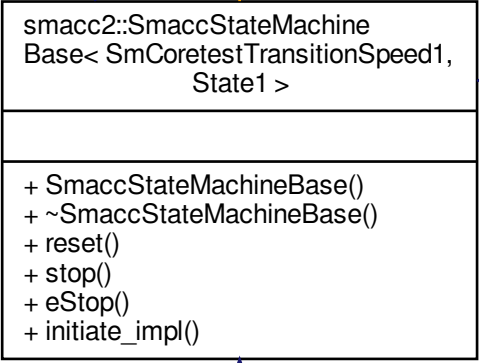 smacc2::SmaccStateMachine
Base< SmCoretestTransitionSpeed1,
State1 >
+ SmaccStateMachineBase()
+ ~SmaccStateMachineBase()
+ reset()
+ stop()
+ eStop()
+ initiate_impl()